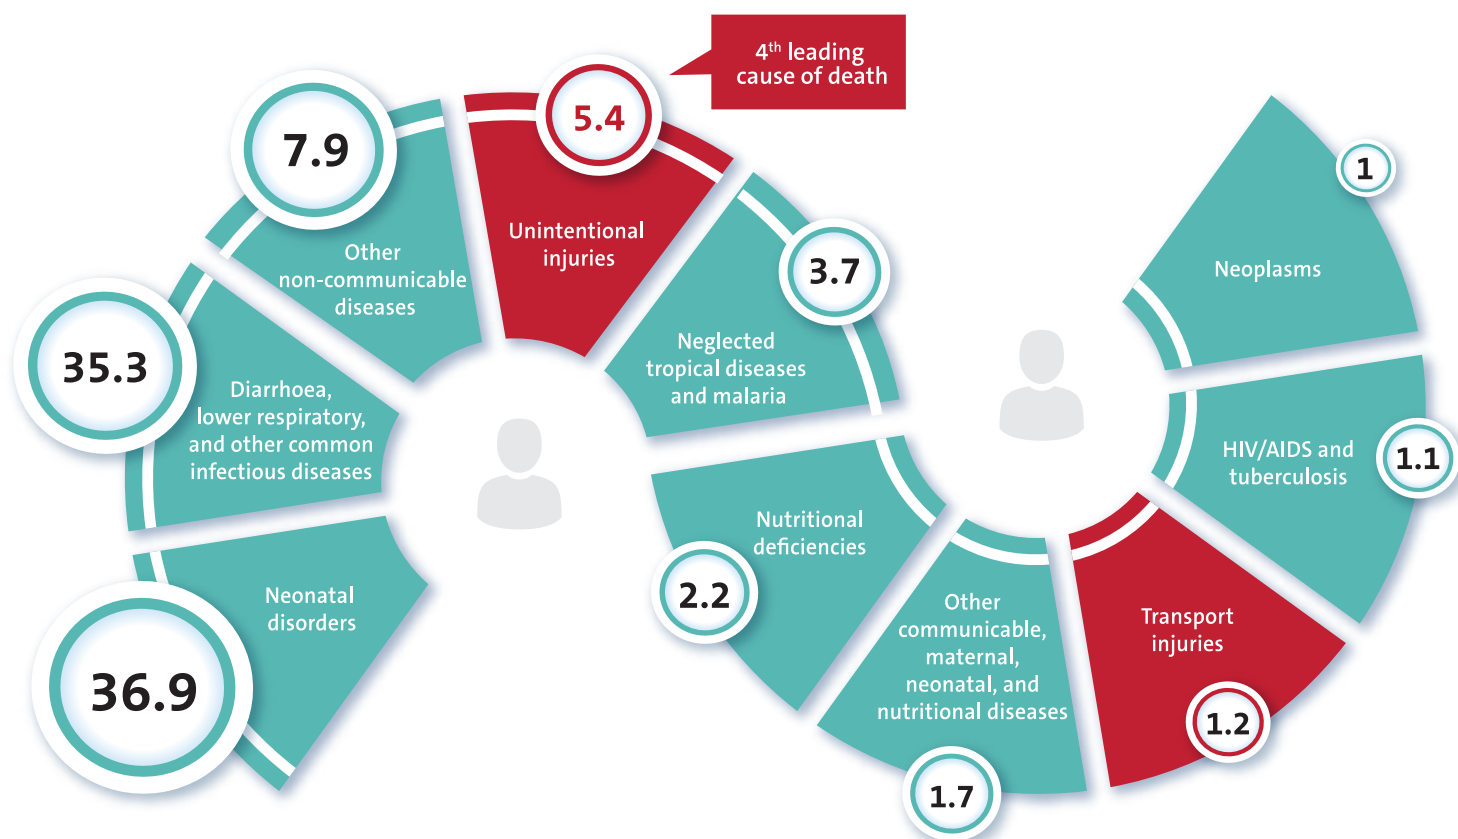 4th leading
cause of death
36.9
Neonatal
disorders
35.3
Diarrhoea,
lower respiratory,
and other common
infectious diseases
7.9
Other
non-communicable
diseases
5.4
Unintentional
injuries
3.7
Neglected
tropical diseases
and malaria
2.2
Nutritional
deficiencies
1.7
Other
communicable,
maternal,
neonatal, and
nutritional diseases
1.2
Transport
injuries
1.1
HIV/AIDS and
tuberculosis
1
Neoplasms